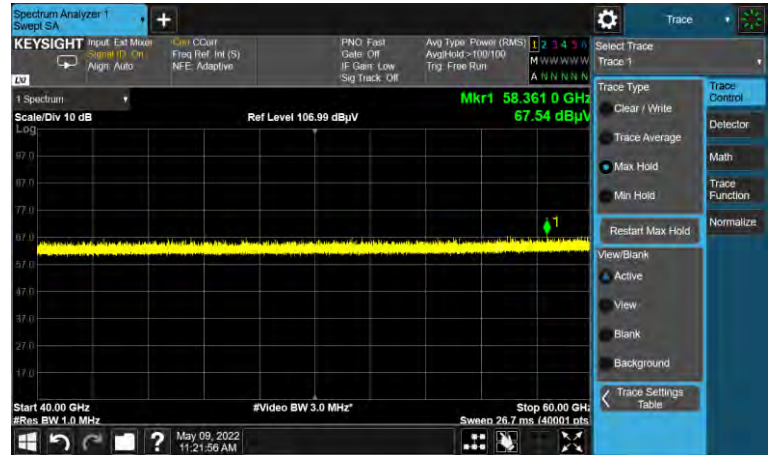 Spectrum Analyzer 1
Swept SA
Trace
KEYSIGHT
Input: Ext Mixer
Signal ID: On
Align: Auto
Corr CCorr
Freq Ref: Int (S)
NFE: Adaptive
PNO: Fast
Gate: Off
IF Gain: Low
Sig Track: Off
Avg Type: Power (RMS)
Avg|Hold: >100/100
Trig: Free Run
1 2 3 4 5 6
M W W W W W
A N N N N N
LXI
1 Spectrum
Scale/Div 10 dB
Log
Ref Level 106.99 dBµV
Mkr1 58.361 0 GHz
67.54 dBµV
97.0
87.0
77.0
67.0
57.0
47.0
37.0
27.0
17.0
1
Start 40.00 GHz
#Res BW 1.0 MHz
#Video BW 3.0 MHz*
Stop 60.00 GHz
Sweep 26.7 ms (40001 pts
May 09, 2022
11:21:56 AM
?
Select Trace
Trace 1
Trace Type
Clear / Write
Trace Average
Max Hold
Min Hold
Restart Max Hold
View/Blank
Active
View
Blank
Background
Trace Settings
Table
Trace
Control
Detector
Math
Trace
Function
Normalize